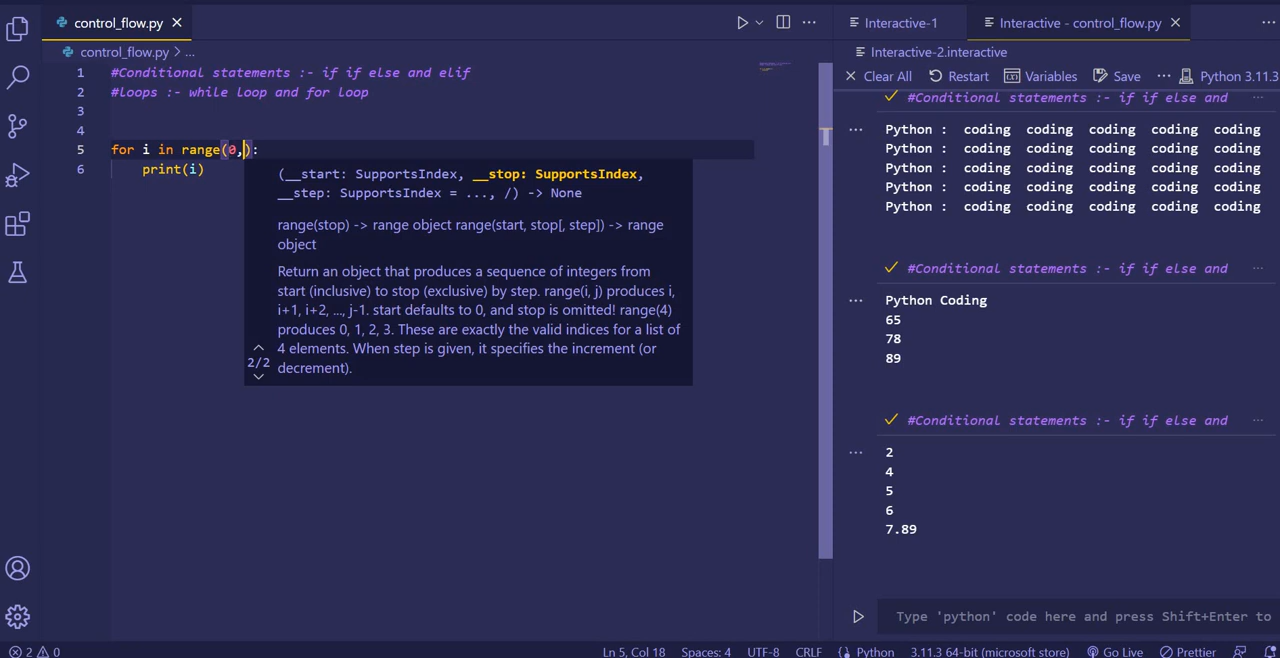 control_flow.py
Interactive-1
Interactive - control_flow.py
control_flow.py > ...
Interactive-2.interactive
Clear All
Restart
Variables
Save
Python 3.11.3
1 #Conditional statements :- if if else and elif
2 #loops :- while loop and for loop
3
4
5 for i in range(0,):
6 print(i)
(__start: SupportsIndex, __stop: SupportsIndex,
__step: SupportsIndex = ..., /) -> None
range(stop) -> range object range(start, stop[, step]) -> range
object
Return an object that produces a sequence of integers from
start (inclusive) to stop (exclusive) by step. range(i, j) produces i,
i+1, i+2, ..., j-1. start defaults to 0, and stop is omitted! range(4)
produces 0, 1, 2, 3. These are exactly the valid indices for a list of
4 elements. When step is given, it specifies the increment (or
decrement).
2/2
#Conditional statements :- if if else and
Python : coding coding coding coding coding
Python : coding coding coding coding coding
Python : coding coding coding coding coding
Python : coding coding coding coding coding
Python : coding coding coding coding coding
#Conditional statements :- if if else and
Python Coding
65
78
89
#Conditional statements :- if if else and
2
4
5
6
7.89
Type 'python' code here and press Shift+Enter to
2 0
Ln 5, Col 18
Spaces: 4
UTF-8
CRLF
Python
3.11.3 64-bit (microsoft store)
Go Live
Prettier